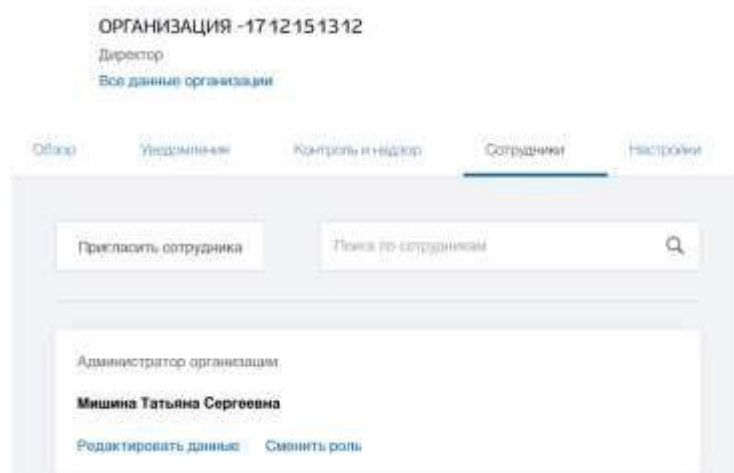 ОРГАНИЗАЦИЯ -1712151312
Директор
Все данные организации
Обзор Уведомления Контроль и надзор Сотрудники Настройки
Пригласить сотрудника Поиск по сотрудникам
Администратор организации
Мишина Татьяна Сергеевна
Редактировать данные Сменить роль